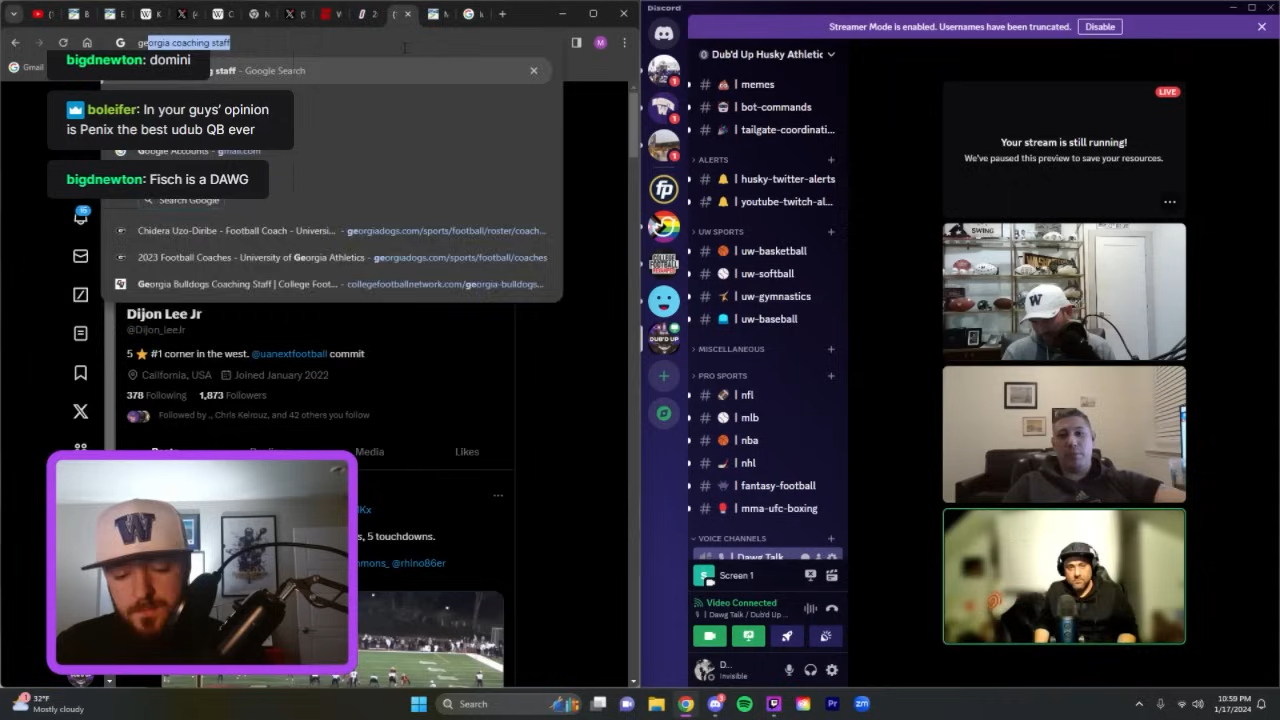 georgia coaching staff
Gmail
g staff - Google Search
bigdnewton: domini
boleifer: In your guys' opinion
is Penix the best udub QB ever
Google Accounts - gmail.com
bigdnewton: Fisch is a DAWG
Search Google
Chidera Uzo-Diribe - Football Coach - Universi... - georgiadogs.com/sports/football/roster/coach...
2023 Football Coaches - University of Georgia Athletics - georgiadogs.com/sports/football/coaches
Georgia Bulldogs Coaching Staff | College Foot... - collegefootballnetwork.com/georgia-bulldogs...
Dijon Lee Jr
@Dijon_leeJr
5 ⭐ #1 corner in the west. @uanextfootball commit
California, USA Joined January 2022
378 Following 1,873 Followers
Followed by ., Chris Keirouz, and 42 others you follow
Media Likes
s, 5 touchdowns.
mmons_ @rhino86er
W
Discord
Streamer Mode is enabled. Usernames have been truncated. Disable
Dub'd Up Husky Athletic
# 💩 | memes
# | bot-commands
# | tailgate-coordinati...
ALERTS
# 🔔 | husky-twitter-alerts
# 🔔 | youtube-twitch-al...
UW SPORTS
# 🏀 | uw-basketball
# | uw-softball
# | uw-gymnastics
# | uw-baseball
MISCELLANEOUS
PRO SPORTS
# 🏈 | nfl
# ⚾ | mlb
# 🏀 | nba
# | nhl
# | fantasy-football
# | mma-ufc-boxing
VOICE CHANNELS
Dawg Talk
S Screen 1
Video Connected
Dawg Talk / Dub'd Up ...
D...
Invisible
fp
DUB'D UP
LIVE
Your stream is still running!
We've paused this preview to save your resources.
W
32°F
Mostly cloudy
Search
10:59 PM
1/17/2024